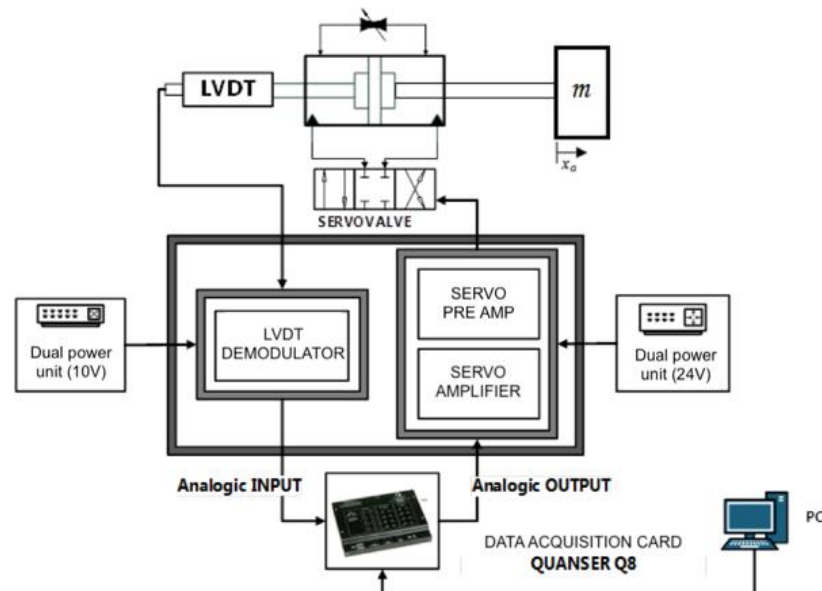 LVDT
m
xₐ
SERVOVALVE
SERVO
PRE AMP
LVDT
DEMODULATOR
SERVO
AMPLIFIER
Dual power
unit (10V)
Dual power
unit (24V)
Analogic INPUT
Analogic OUTPUT
DATA ACQUISITION CARD
QUANSER Q8
PC